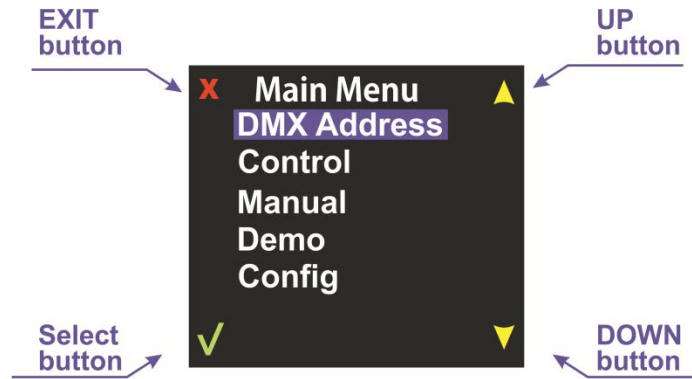 EXIT
button
UP
button
X Main Menu
DMX Address
Control
Manual
Demo
Config
Select
button
√
DOWN
button